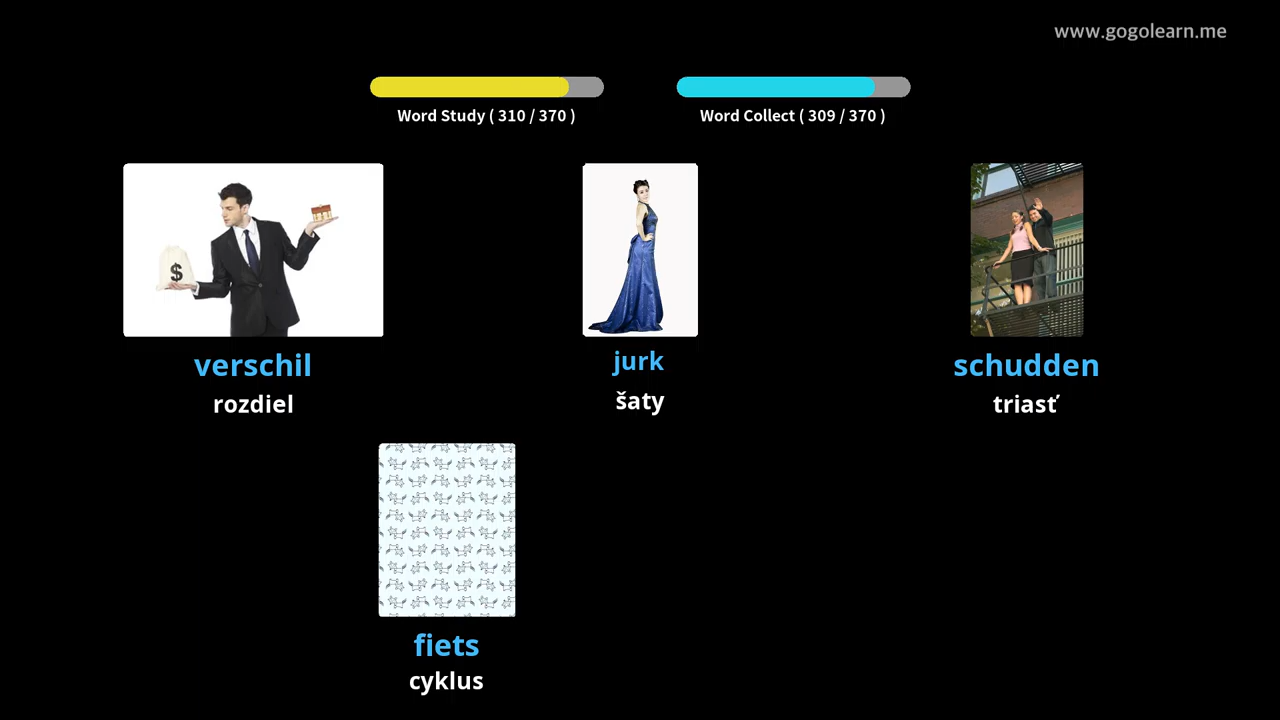 www.gogolearn.me
Word Study ( 310 / 370 )
Word Collect ( 309 / 370 )
$
verschil
rozdiel
jurk
šaty
schudden
triasť
fiets
cyklus